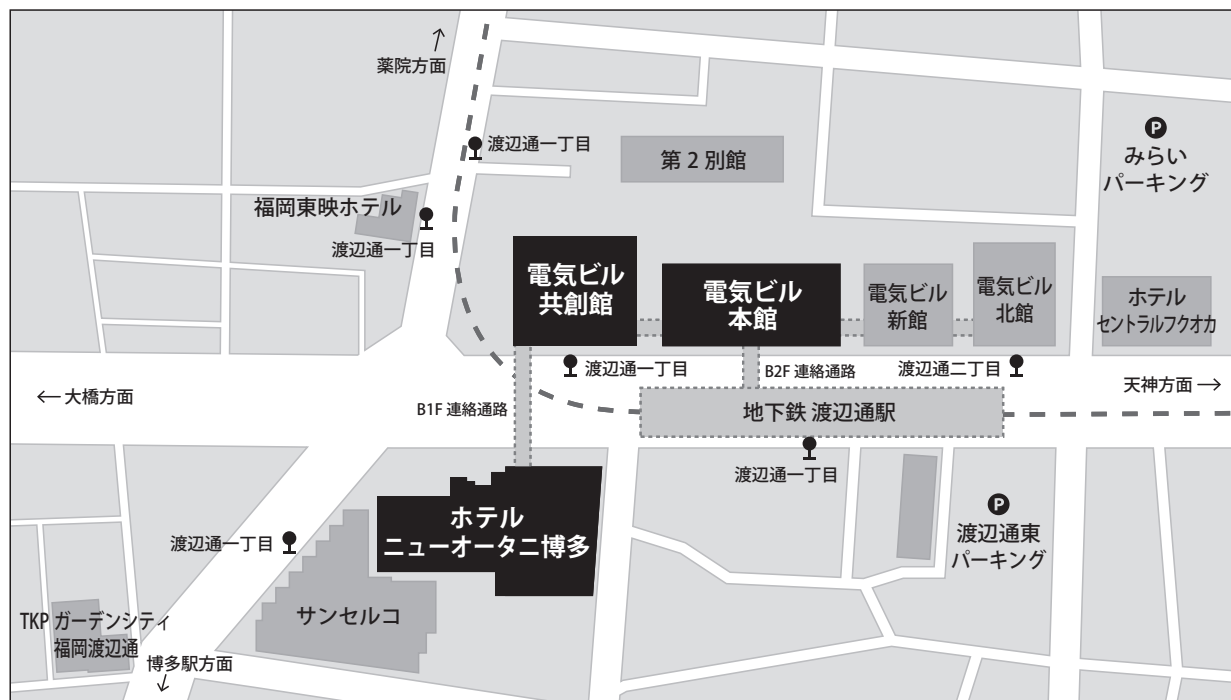 薬院方面
渡辺通一丁目
第 2 別館
P
みらい
パーキング
福岡東映ホテル
渡辺通一丁目
電気ビル
共創館
電気ビル
本館
電気ビル
新館
電気ビル
北館
ホテル
セントラルフクオカ
渡辺通一丁目
B2F 連絡通路
渡辺通二丁目
←大橋方面
B1F 連絡通路
地下鉄 渡辺通駅
天神方面→
渡辺通一丁目
ホテル
ニューオータニ博多
渡辺通一丁目
P
渡辺通東
パーキング
サンセルコ
TKP ガーデンシティ
福岡渡辺通
博多駅方面